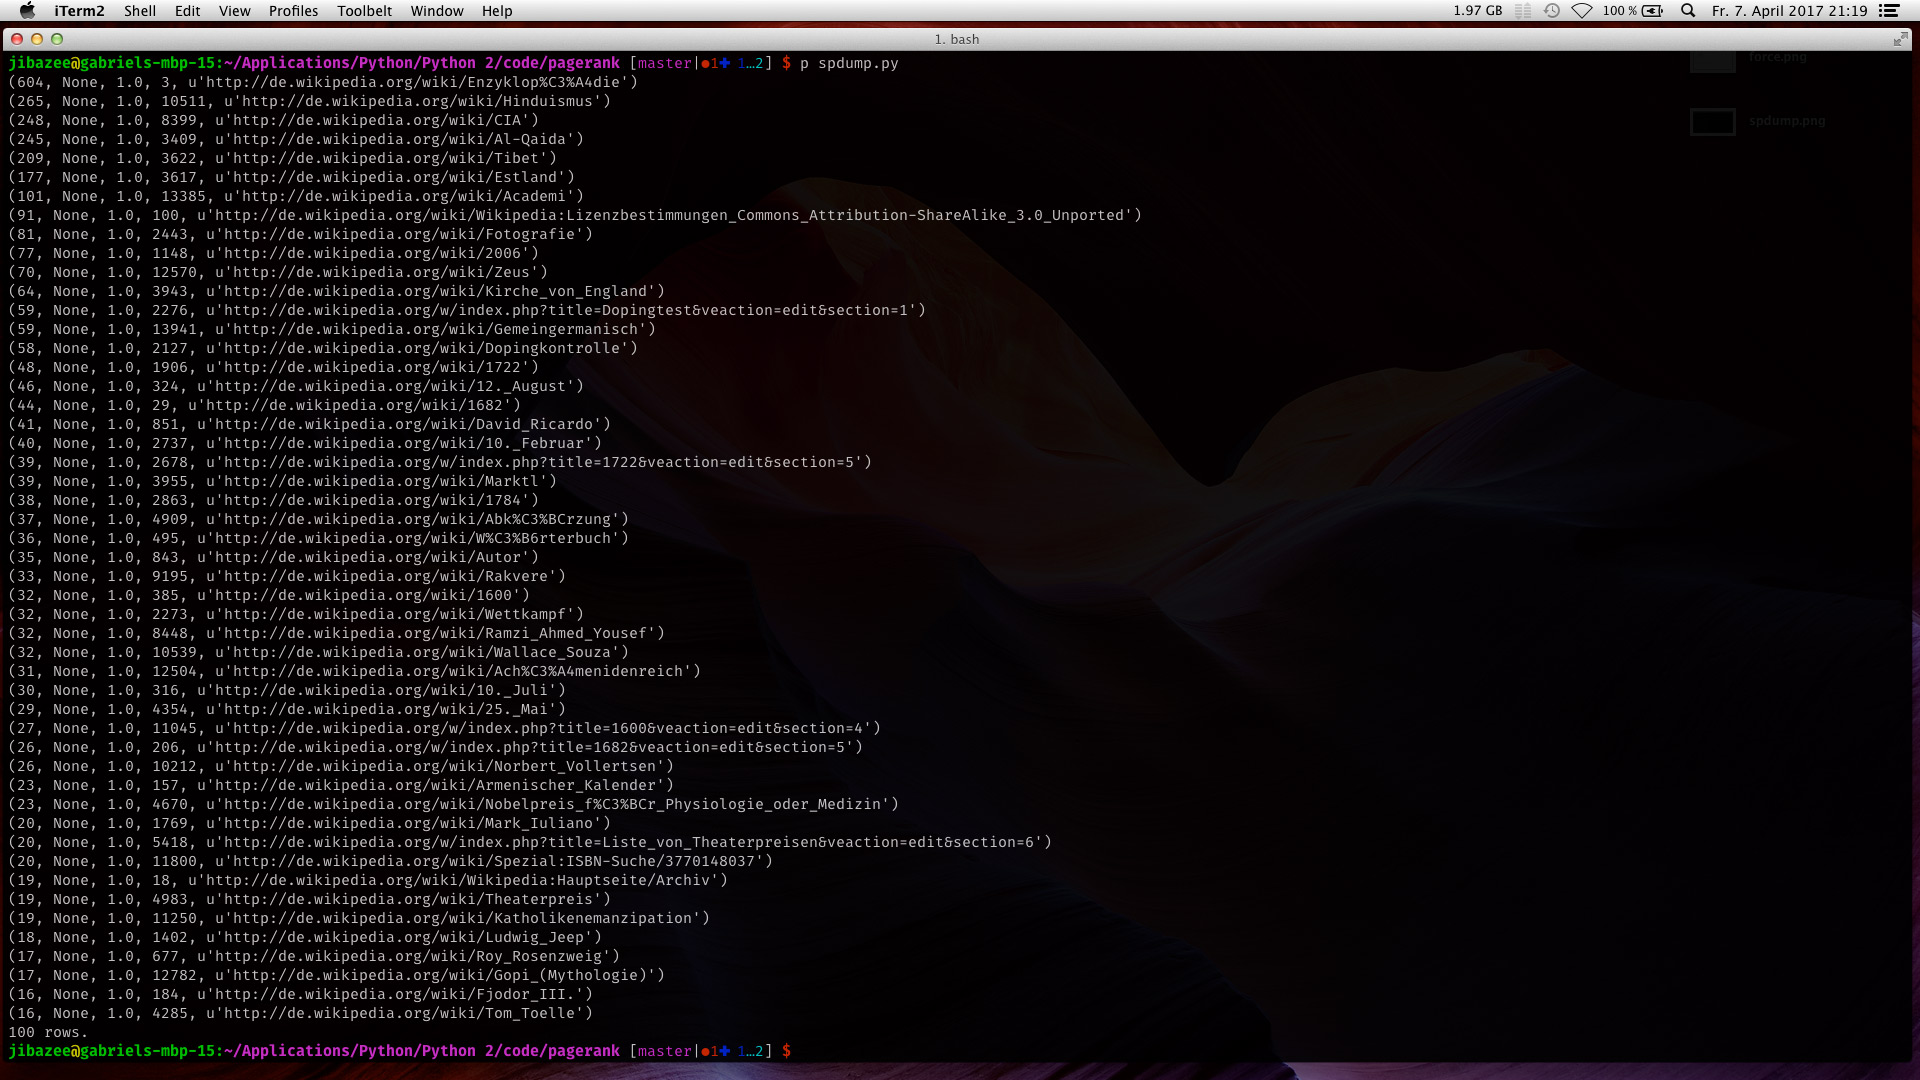 iTerm2 Shell Edit View Profiles Toolbelt Window Help 1.97 GB 100 % Fr. 7. April 2017 21:19
1. bash
force.png
spdump.png
jibazee@gabriels-mbp-15:~/Applications/Python/Python 2/code/pagerank [master|●1✚ 1…2] $ p spdump.py
(604, None, 1.0, 3, u'http://de.wikipedia.org/wiki/Enzyklop%C3%A4die')
(265, None, 1.0, 10511, u'http://de.wikipedia.org/wiki/Hinduismus')
(248, None, 1.0, 8399, u'http://de.wikipedia.org/wiki/CIA')
(245, None, 1.0, 3409, u'http://de.wikipedia.org/wiki/Al-Qaida')
(209, None, 1.0, 3622, u'http://de.wikipedia.org/wiki/Tibet')
(177, None, 1.0, 3617, u'http://de.wikipedia.org/wiki/Estland')
(101, None, 1.0, 13385, u'http://de.wikipedia.org/wiki/Academi')
(91, None, 1.0, 100, u'http://de.wikipedia.org/wiki/Wikipedia:Lizenzbestimmungen_Commons_Attribution-ShareAlike_3.0_Unported')
(81, None, 1.0, 2443, u'http://de.wikipedia.org/wiki/Fotografie')
(77, None, 1.0, 1148, u'http://de.wikipedia.org/wiki/2006')
(70, None, 1.0, 12570, u'http://de.wikipedia.org/wiki/Zeus')
(64, None, 1.0, 3943, u'http://de.wikipedia.org/wiki/Kirche_von_England')
(59, None, 1.0, 2276, u'http://de.wikipedia.org/w/index.php?title=Dopingtest&veaction=edit&section=1')
(59, None, 1.0, 13941, u'http://de.wikipedia.org/wiki/Gemeingermanisch')
(58, None, 1.0, 2127, u'http://de.wikipedia.org/wiki/Dopingkontrolle')
(48, None, 1.0, 1906, u'http://de.wikipedia.org/wiki/1722')
(46, None, 1.0, 324, u'http://de.wikipedia.org/wiki/12._August')
(44, None, 1.0, 29, u'http://de.wikipedia.org/wiki/1682')
(41, None, 1.0, 851, u'http://de.wikipedia.org/wiki/David_Ricardo')
(40, None, 1.0, 2737, u'http://de.wikipedia.org/wiki/10._Februar')
(39, None, 1.0, 2678, u'http://de.wikipedia.org/w/index.php?title=1722&veaction=edit&section=5')
(39, None, 1.0, 3955, u'http://de.wikipedia.org/wiki/Marktl')
(38, None, 1.0, 2863, u'http://de.wikipedia.org/wiki/1784')
(37, None, 1.0, 4909, u'http://de.wikipedia.org/wiki/Abk%C3%BCrzung')
(36, None, 1.0, 495, u'http://de.wikipedia.org/wiki/W%C3%B6rterbuch')
(35, None, 1.0, 843, u'http://de.wikipedia.org/wiki/Autor')
(33, None, 1.0, 9195, u'http://de.wikipedia.org/wiki/Rakvere')
(32, None, 1.0, 385, u'http://de.wikipedia.org/wiki/1600')
(32, None, 1.0, 2273, u'http://de.wikipedia.org/wiki/Wettkampf')
(32, None, 1.0, 8448, u'http://de.wikipedia.org/wiki/Ramzi_Ahmed_Yousef')
(32, None, 1.0, 10539, u'http://de.wikipedia.org/wiki/Wallace_Souza')
(31, None, 1.0, 12504, u'http://de.wikipedia.org/wiki/Ach%C3%A4menidenreich')
(30, None, 1.0, 316, u'http://de.wikipedia.org/wiki/10._Juli')
(29, None, 1.0, 4354, u'http://de.wikipedia.org/wiki/25._Mai')
(27, None, 1.0, 11045, u'http://de.wikipedia.org/w/index.php?title=1600&veaction=edit&section=4')
(26, None, 1.0, 206, u'http://de.wikipedia.org/w/index.php?title=1682&veaction=edit&section=5')
(26, None, 1.0, 10212, u'http://de.wikipedia.org/wiki/Norbert_Vollertsen')
(23, None, 1.0, 157, u'http://de.wikipedia.org/wiki/Armenischer_Kalender')
(23, None, 1.0, 4670, u'http://de.wikipedia.org/wiki/Nobelpreis_f%C3%BCr_Physiologie_oder_Medizin')
(20, None, 1.0, 1769, u'http://de.wikipedia.org/wiki/Mark_Iuliano')
(20, None, 1.0, 5418, u'http://de.wikipedia.org/w/index.php?title=Liste_von_Theaterpreisen&veaction=edit&section=6')
(20, None, 1.0, 11800, u'http://de.wikipedia.org/wiki/Spezial:ISBN-Suche/3770148037')
(19, None, 1.0, 18, u'http://de.wikipedia.org/wiki/Wikipedia:Hauptseite/Archiv')
(19, None, 1.0, 4983, u'http://de.wikipedia.org/wiki/Theaterpreis')
(19, None, 1.0, 11250, u'http://de.wikipedia.org/wiki/Katholikenemanzipation')
(18, None, 1.0, 1402, u'http://de.wikipedia.org/wiki/Ludwig_Jeep')
(17, None, 1.0, 677, u'http://de.wikipedia.org/wiki/Roy_Rosenzweig')
(17, None, 1.0, 12782, u'http://de.wikipedia.org/wiki/Gopi_(Mythologie)')
(16, None, 1.0, 184, u'http://de.wikipedia.org/wiki/Fjodor_III.')
(16, None, 1.0, 4285, u'http://de.wikipedia.org/wiki/Tom_Toelle')
100 rows.
jibazee@gabriels-mbp-15:~/Applications/Python/Python 2/code/pagerank [master|●1✚ 1…2] $